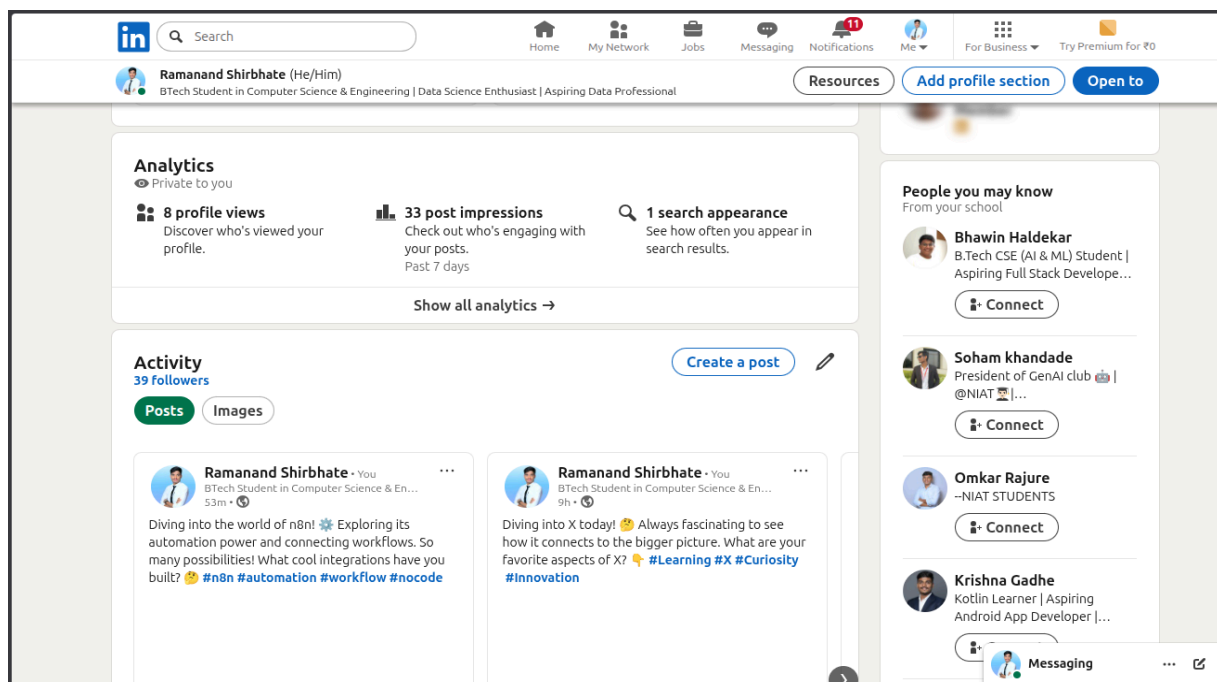 in
Search
Home
My Network
Jobs
Messaging
11
Notifications
Me
For Business
Try Premium for ₹0
Ramanand Shirbhate (He/Him)
BTech Student in Computer Science & Engineering | Data Science Enthusiast | Aspiring Data Professional
Resources
Add profile section
Open to
Analytics
Private to you
8 profile views
Discover who's viewed your
profile.
33 post impressions
Check out who's engaging with
your posts.
Past 7 days
1 search appearance
See how often you appear in
search results.
Show all analytics →
Activity
39 followers
Create a post
Posts
Images
Ramanand Shirbhate • You
BTech Student in Computer Science & En...
53m •
Diving into the world of n8n! ⚙️ Exploring its
automation power and connecting workflows. So
many possibilities! What cool integrations have you
built? 🤔 #n8n #automation #workflow #nocode
Ramanand Shirbhate • You
BTech Student in Computer Science & En...
9h •
Diving into X today! 🤔 Always fascinating to see
how it connects to the bigger picture. What are your
favorite aspects of X? 👇 #Learning #X #Curiosity
#Innovation
People you may know
From your school
Bhawin Haldekar
B.Tech CSE (AI & ML) Student |
Aspiring Full Stack Develope...
Connect
Soham khandade
President of GenAI club 🤖 |
@NIAT 👨🏻‍🎓|...
Connect
Omkar Rajure
--NIAT STUDENTS
Connect
Krishna Gadhe
Kotlin Learner | Aspiring
Android App Developer |...
Messaging